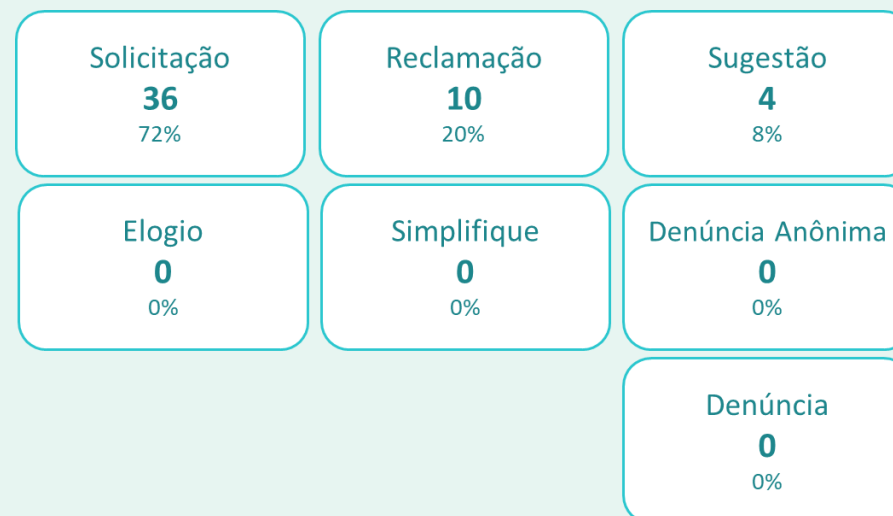 Solicitação
36
72%
Reclamação
10
20%
Sugestão
4
8%
Elogio
0
0%
Simplifique
0
0%
Denúncia Anônima
0
0%
Denúncia
0
0%